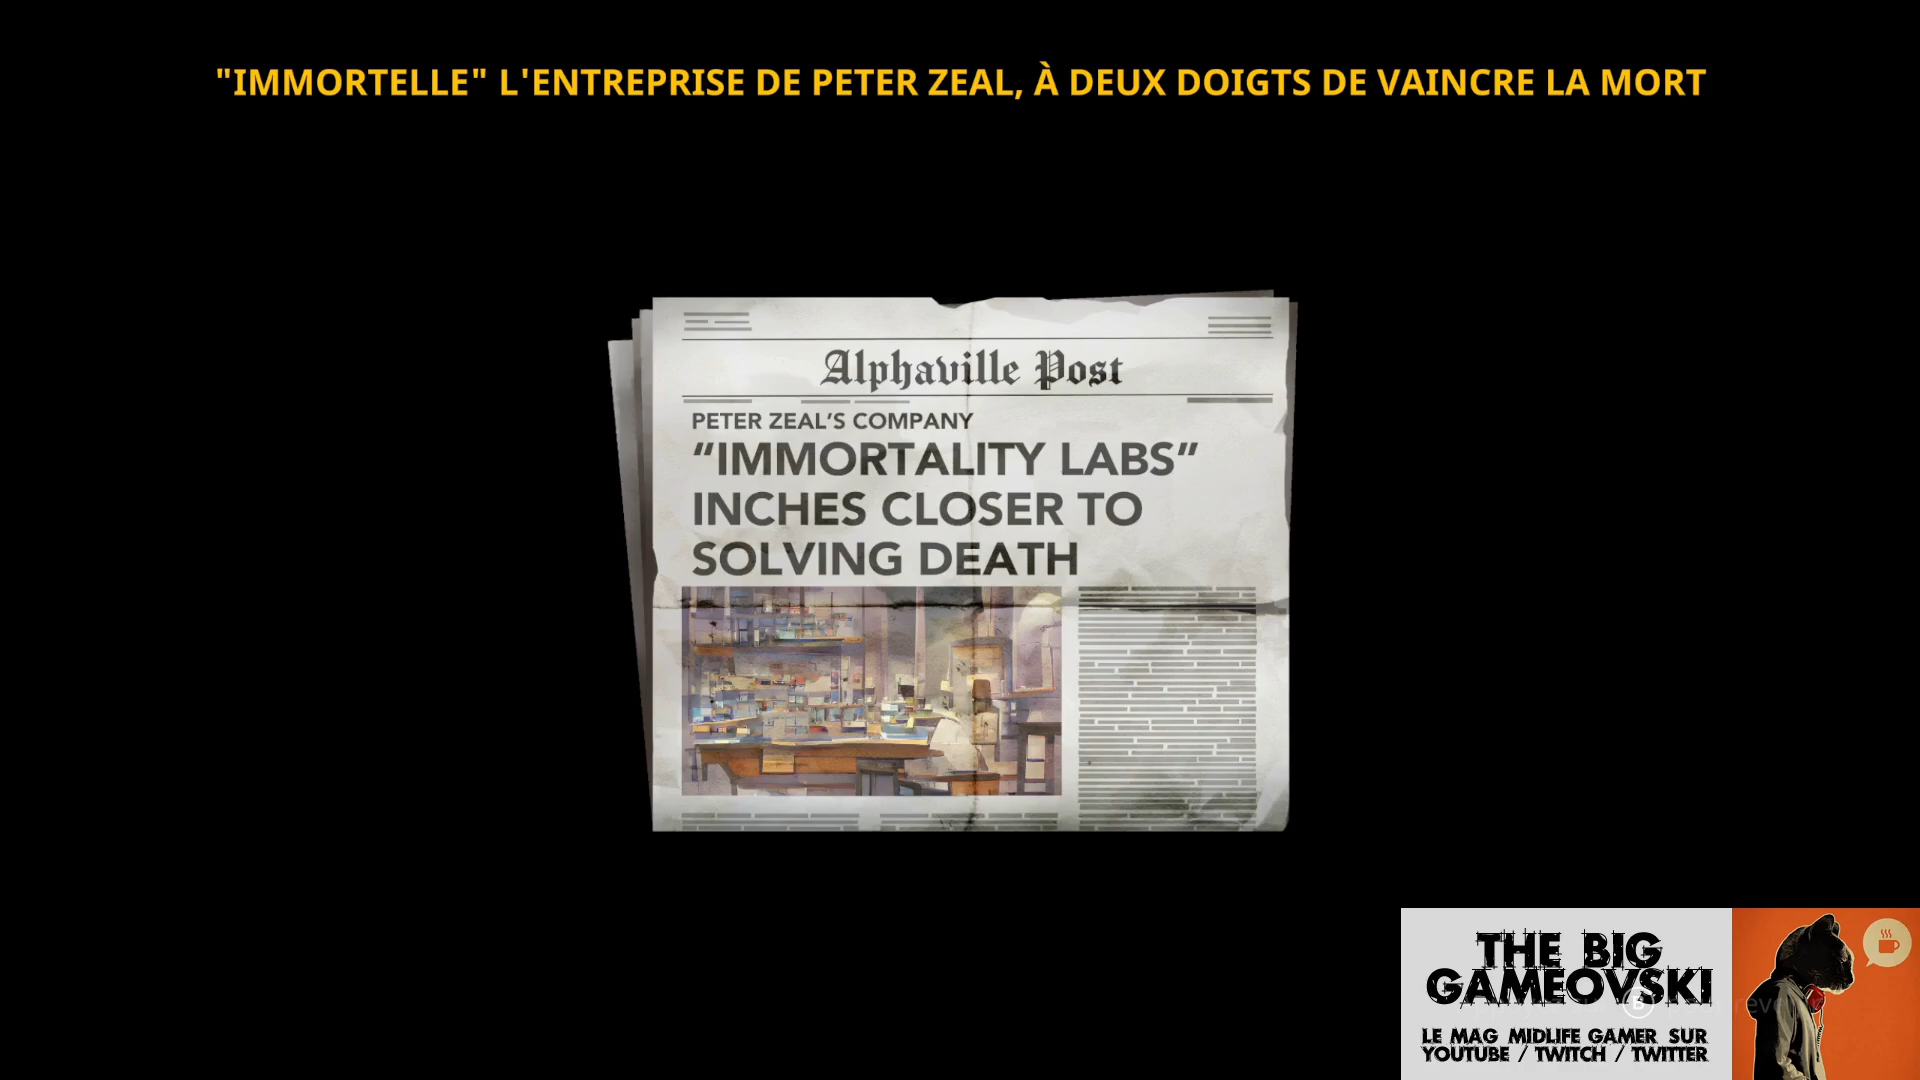 "IMMORTELLE" L'ENTREPRISE DE PETER ZEAL, À DEUX DOIGTS DE VAINCRE LA MORT
Alphaville Post
PETER ZEAL'S COMPANY
“IMMORTALITY LABS”
INCHES CLOSER TO
SOLVING DEATH
THE BIG
GAMEOVSKI
B
LE MAG MIDLIFE GAMER SUR
YOUTUBE / TWITCH / TWITTER